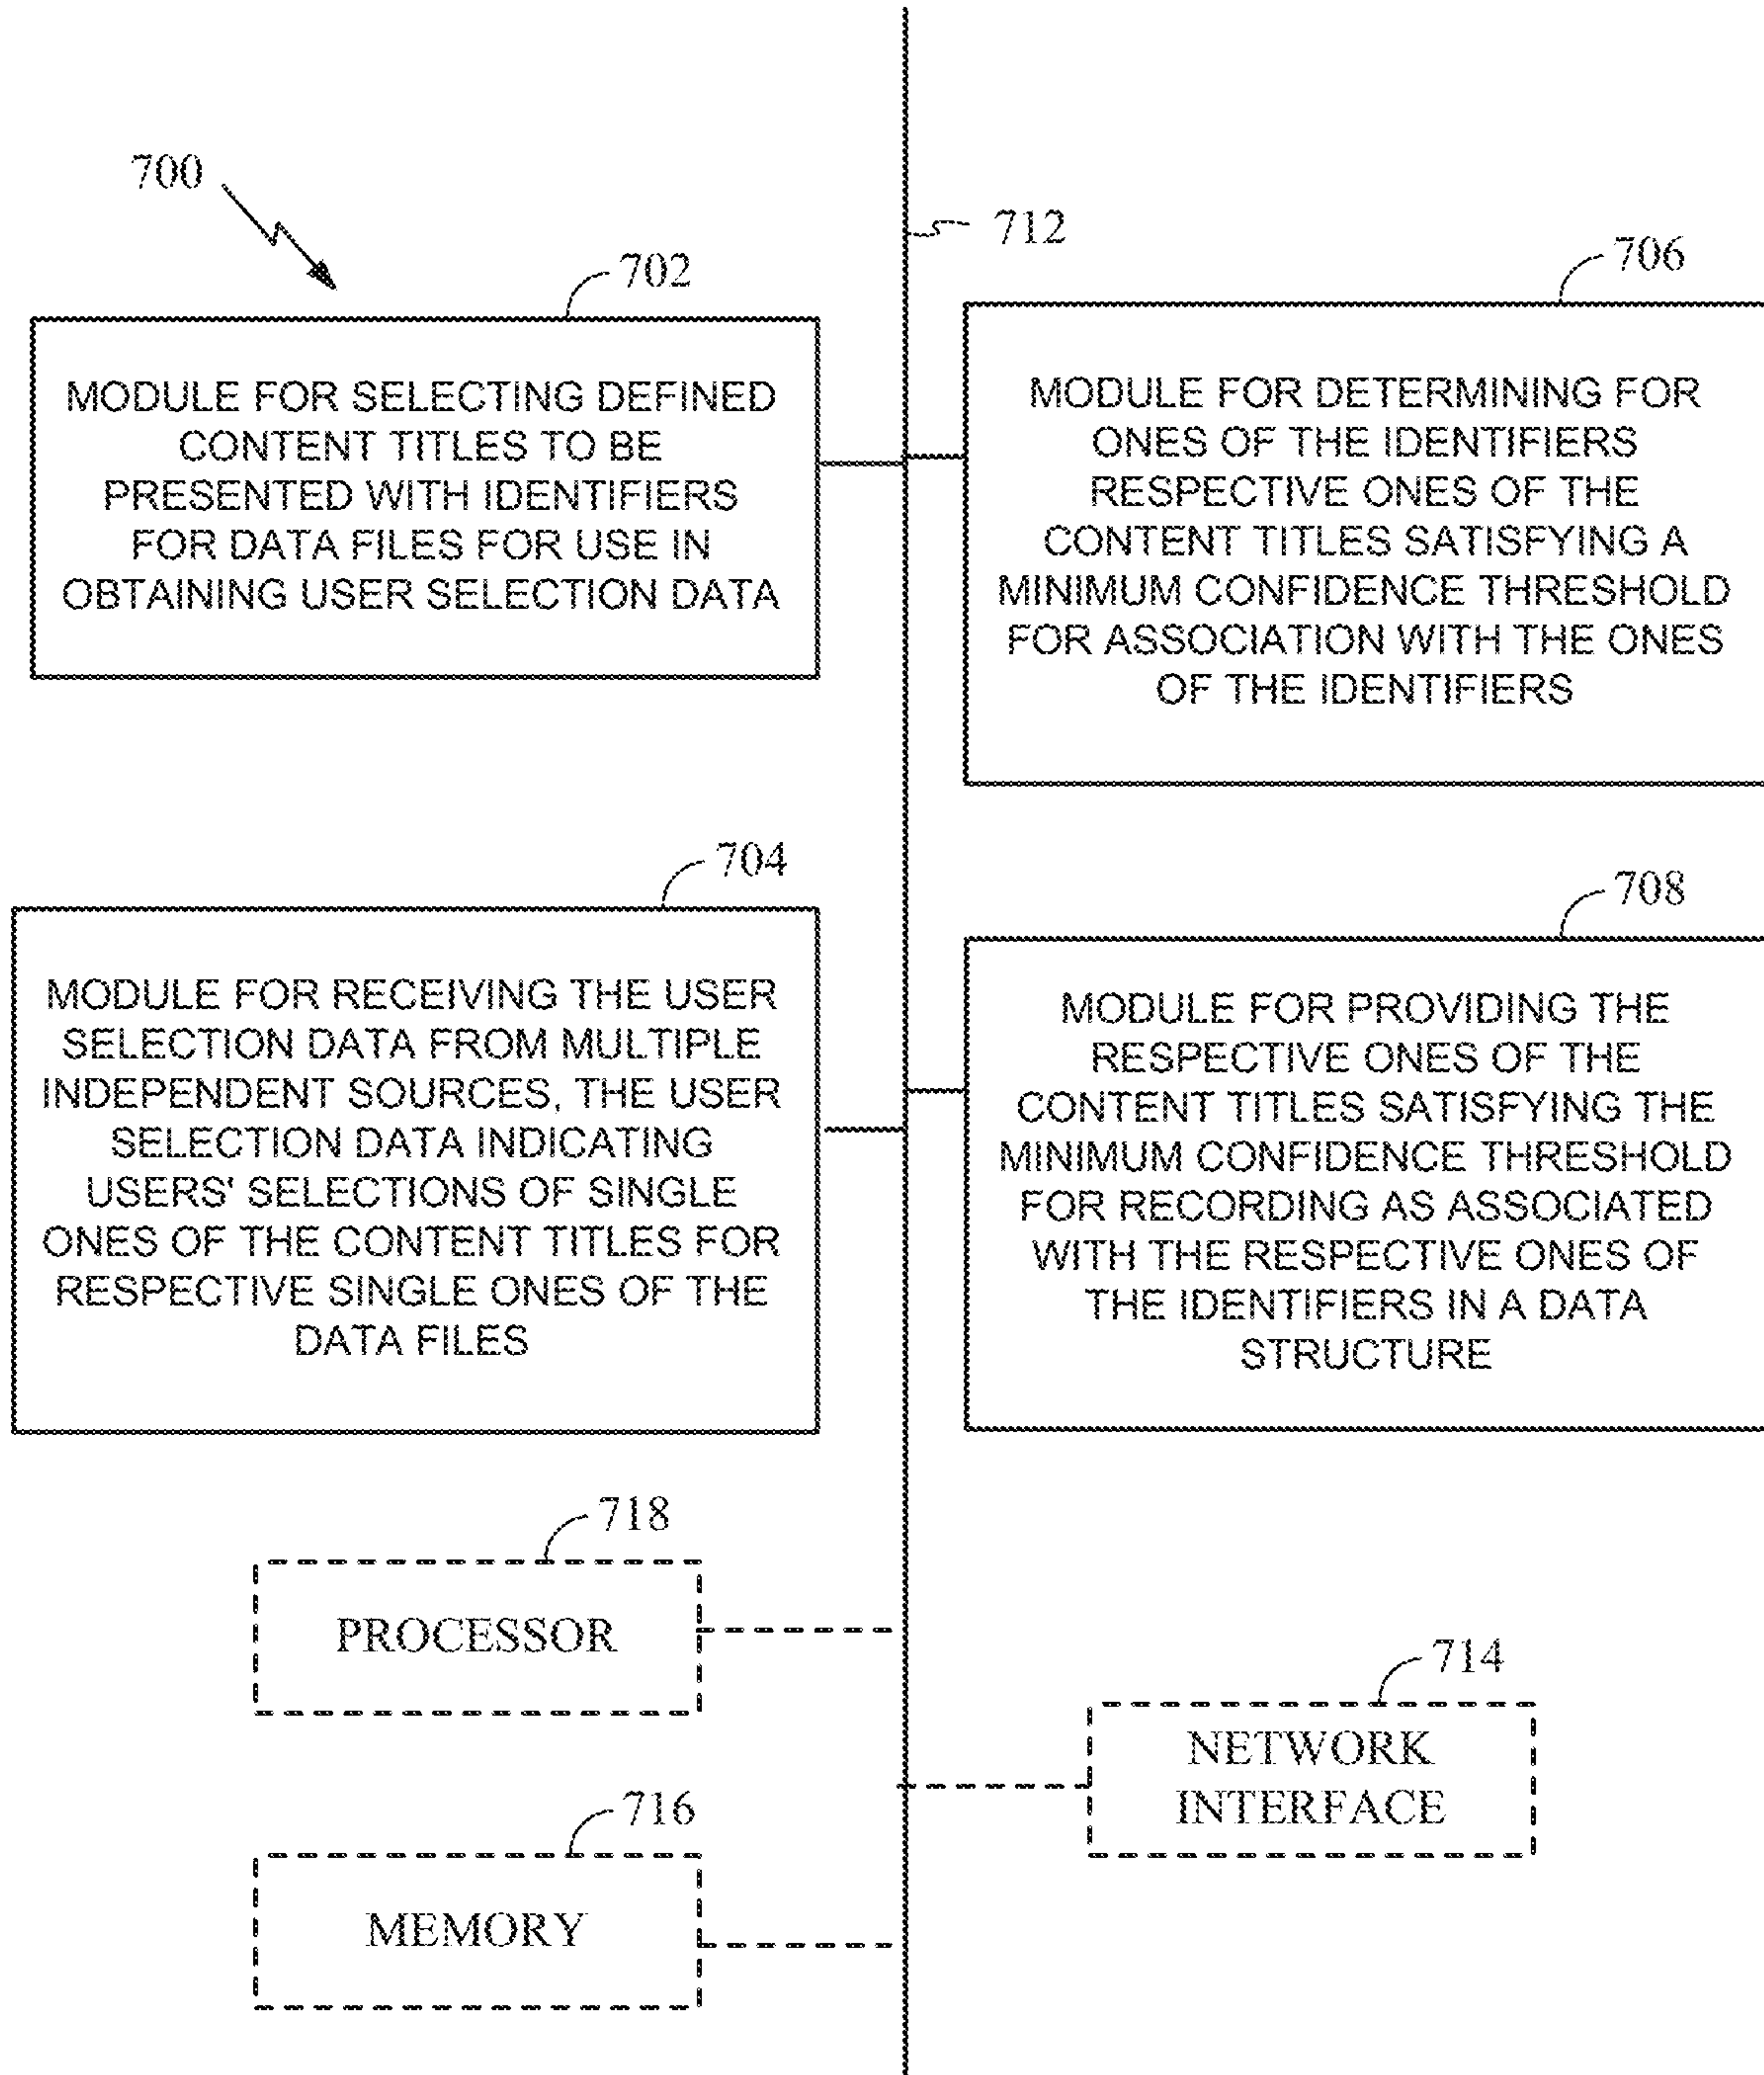 700
712
702
MODULE FOR SELECTING DEFINED
CONTENT TITLES TO BE
PRESENTED WITH IDENTIFIERS
FOR DATA FILES FOR USE IN
OBTAINING USER SELECTION DATA
706
MODULE FOR DETERMINING FOR
ONES OF THE IDENTIFIERS
RESPECTIVE ONES OF THE
CONTENT TITLES SATISFYING A
MINIMUM CONFIDENCE THRESHOLD
FOR ASSOCIATION WITH THE ONES
OF THE IDENTIFIERS
704
MODULE FOR RECEIVING THE USER
SELECTION DATA FROM MULTIPLE
INDEPENDENT SOURCES, THE USER
SELECTION DATA INDICATING
USERS' SELECTIONS OF SINGLE
ONES OF THE CONTENT TITLES FOR
RESPECTIVE SINGLE ONES OF THE
DATA FILES
708
MODULE FOR PROVIDING THE
RESPECTIVE ONES OF THE
CONTENT TITLES SATISFYING THE
MINIMUM CONFIDENCE THRESHOLD
FOR RECORDING AS ASSOCIATED
WITH THE RESPECTIVE ONES OF
THE IDENTIFIERS IN A DATA
STRUCTURE
718
PROCESSOR
714
NETWORK
INTERFACE
716
MEMORY